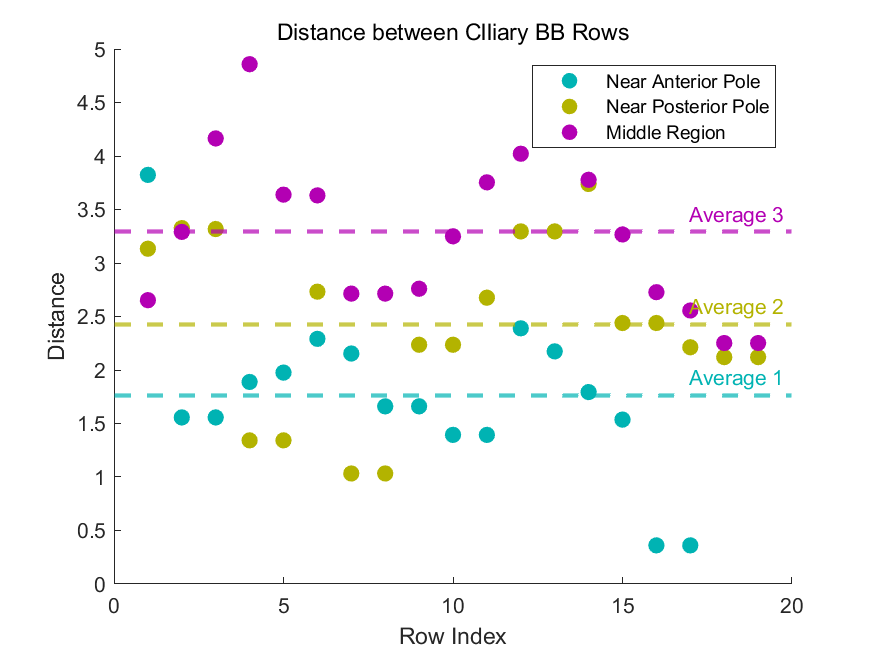 Distance between CIliary BB Rows
5
4.5
4
3.5
3
2.5
2
1.5
1
0.5
0
Distance
Near Anterior Pole
Near Posterior Pole
Middle Region
Average 3
Average 2
Average 1
0 5 10 15 20
Row Index